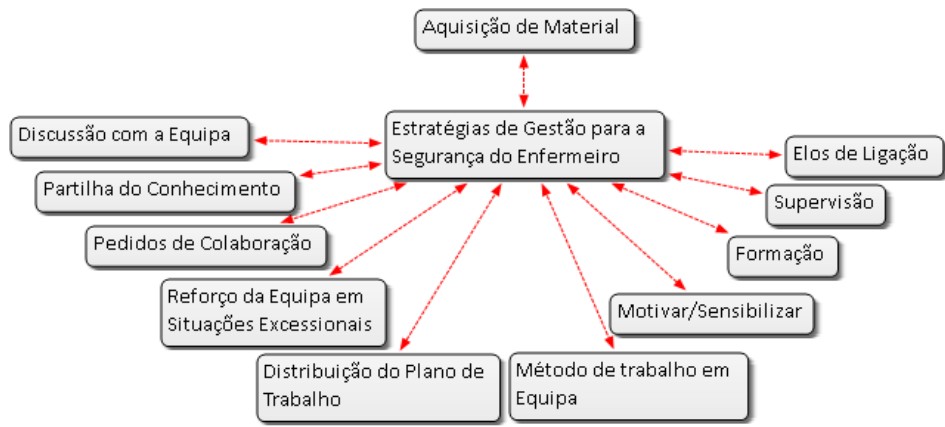 Aquisição de Material
Estratégias de Gestão para a
Segurança do Enfermeiro
Discussão com a Equipa
Partilha do Conhecimento
Pedidos de Colaboração
Reforço da Equipa em
Situações Excessionais
Distribuição do Plano de
Trabalho
Método de trabalho em
Equipa
Motivar/Sensibilizar
Formação
Supervisão
Elos de Ligação